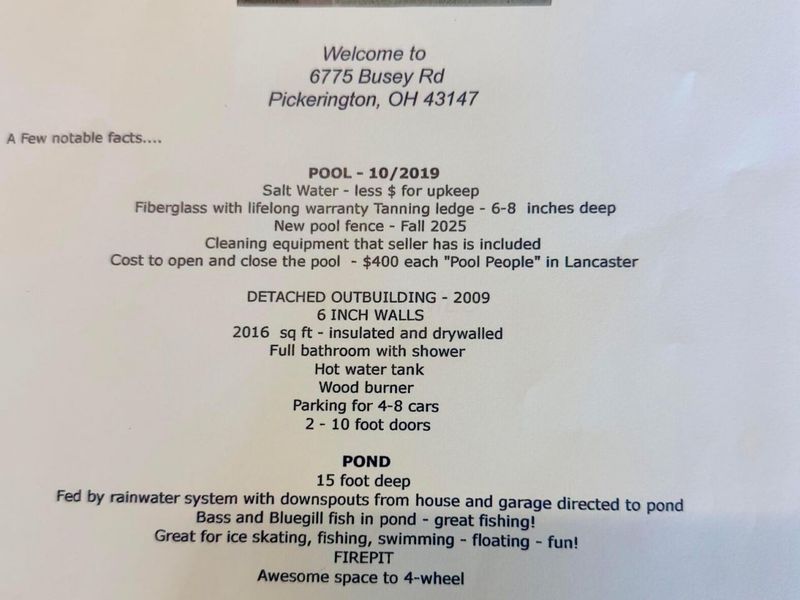 Welcome to
6775 Busey Rd
Pickerington, OH 43147
A Few notable facts....
POOL - 10/2019
Salt Water - less $ for upkeep
Fiberglass with lifelong warranty Tanning ledge - 6-8 inches deep
New pool fence - Fall 2025
Cleaning equipment that seller has is included
Cost to open and close the pool - $400 each "Pool People" in Lancaster
DETACHED OUTBUILDING - 2009
6 INCH WALLS
2016 sq ft - insulated and drywalled
Full bathroom with shower
Hot water tank
Wood burner
Parking for 4-8 cars
2 - 10 foot doors
POND
15 foot deep
Fed by rainwater system with downspouts from house and garage directed to pond
Bass and Bluegill fish in pond - great fishing!
Great for ice skating, fishing, swimming - floating - fun!
FIREPIT
Awesome space to 4-wheel